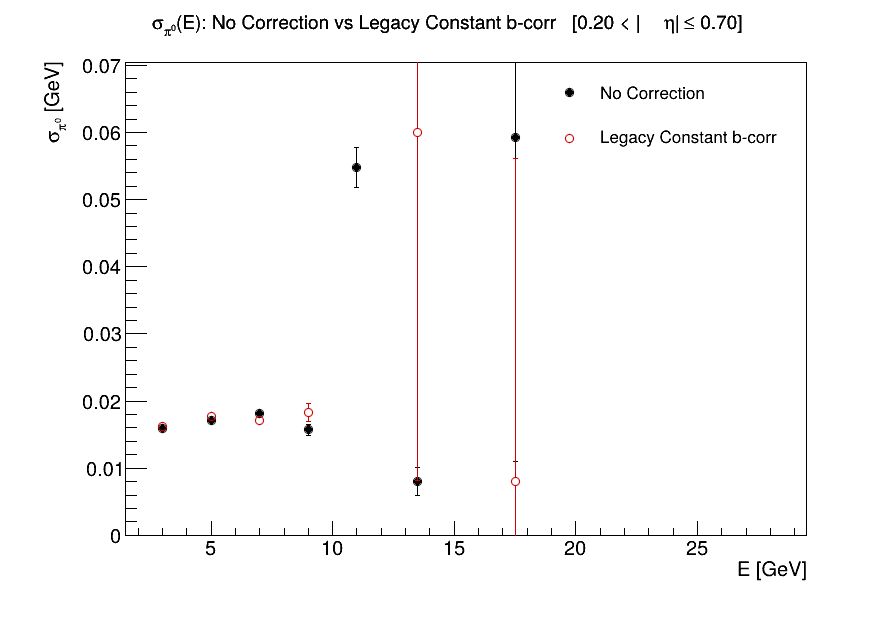 σπ⁰(E): No Correction vs Legacy Constant b-corr [0.20 < | η| ≤ 0.70]
σπ⁰ [GeV]
0.07
0.06
0.05
0.04
0.03
0.02
0.01
0
No Correction
Legacy Constant b-corr
5 10 15 20 25
E [GeV]